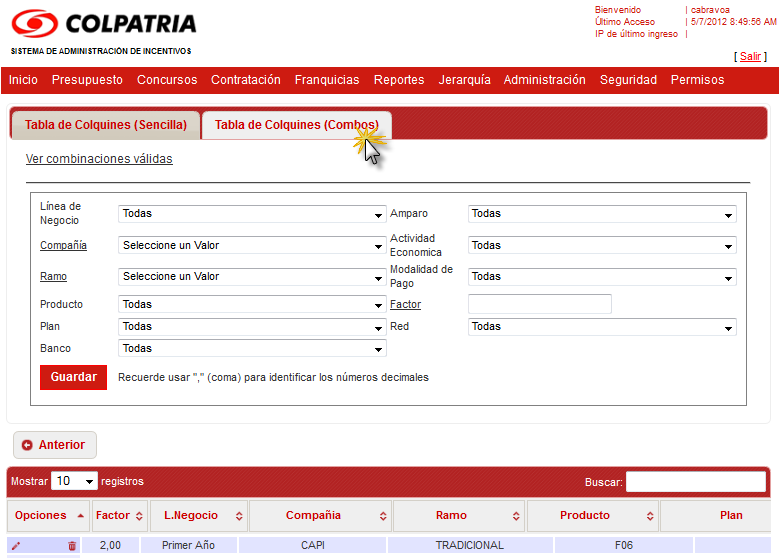 COLPATRIA
SISTEMA DE ADMINISTRACIÓN DE INCENTIVOS
Bienvenido | cabravoa
Último Acceso | 5/7/2012 8:49:56 AM
IP de último ingreso |
[ Salir ]
Inicio Presupuesto Concursos Contratación Franquicias Reportes Jerarquía Administración Seguridad Permisos
Tabla de Colquines (Sencilla) Tabla de Colquines (Combos)
Ver combinaciones válidas
Línea de Negocio Todas Amparo Todas
Compañía Seleccione un Valor Actividad Economica Todas
Ramo Seleccione un Valor Modalidad de Pago Todas
Producto Todas Factor
Plan Todas Red Todas
Banco Todas
Guardar Recuerde usar "," (coma) para identificar los números decimales
Anterior
Mostrar 10 registros Buscar:
Opciones Factor L.Negocio Compañia Ramo Producto Plan
2,00 Primer Año CAPI TRADICIONAL F06